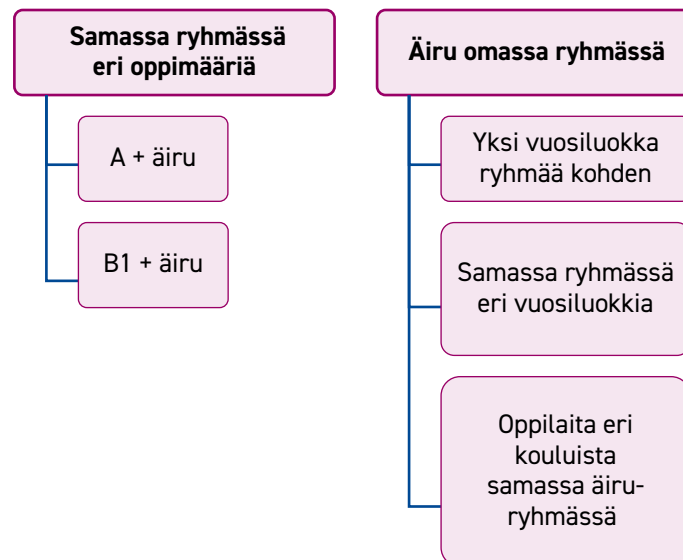 Samassa ryhmässä
eri oppimääriä
A + äiru
B1 + äiru
Äiru omassa ryhmässä
Yksi vuosiluokka
ryhmää kohden
Samassa ryhmässä
eri vuosiluokkia
Oppilaita eri
kouluista
samassa äiru-
ryhmässä